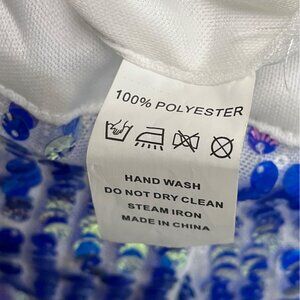 100% POLYESTER
HAND WASH
DO NOT DRY CLEAN
STEAM IRON
MADE IN CHINA